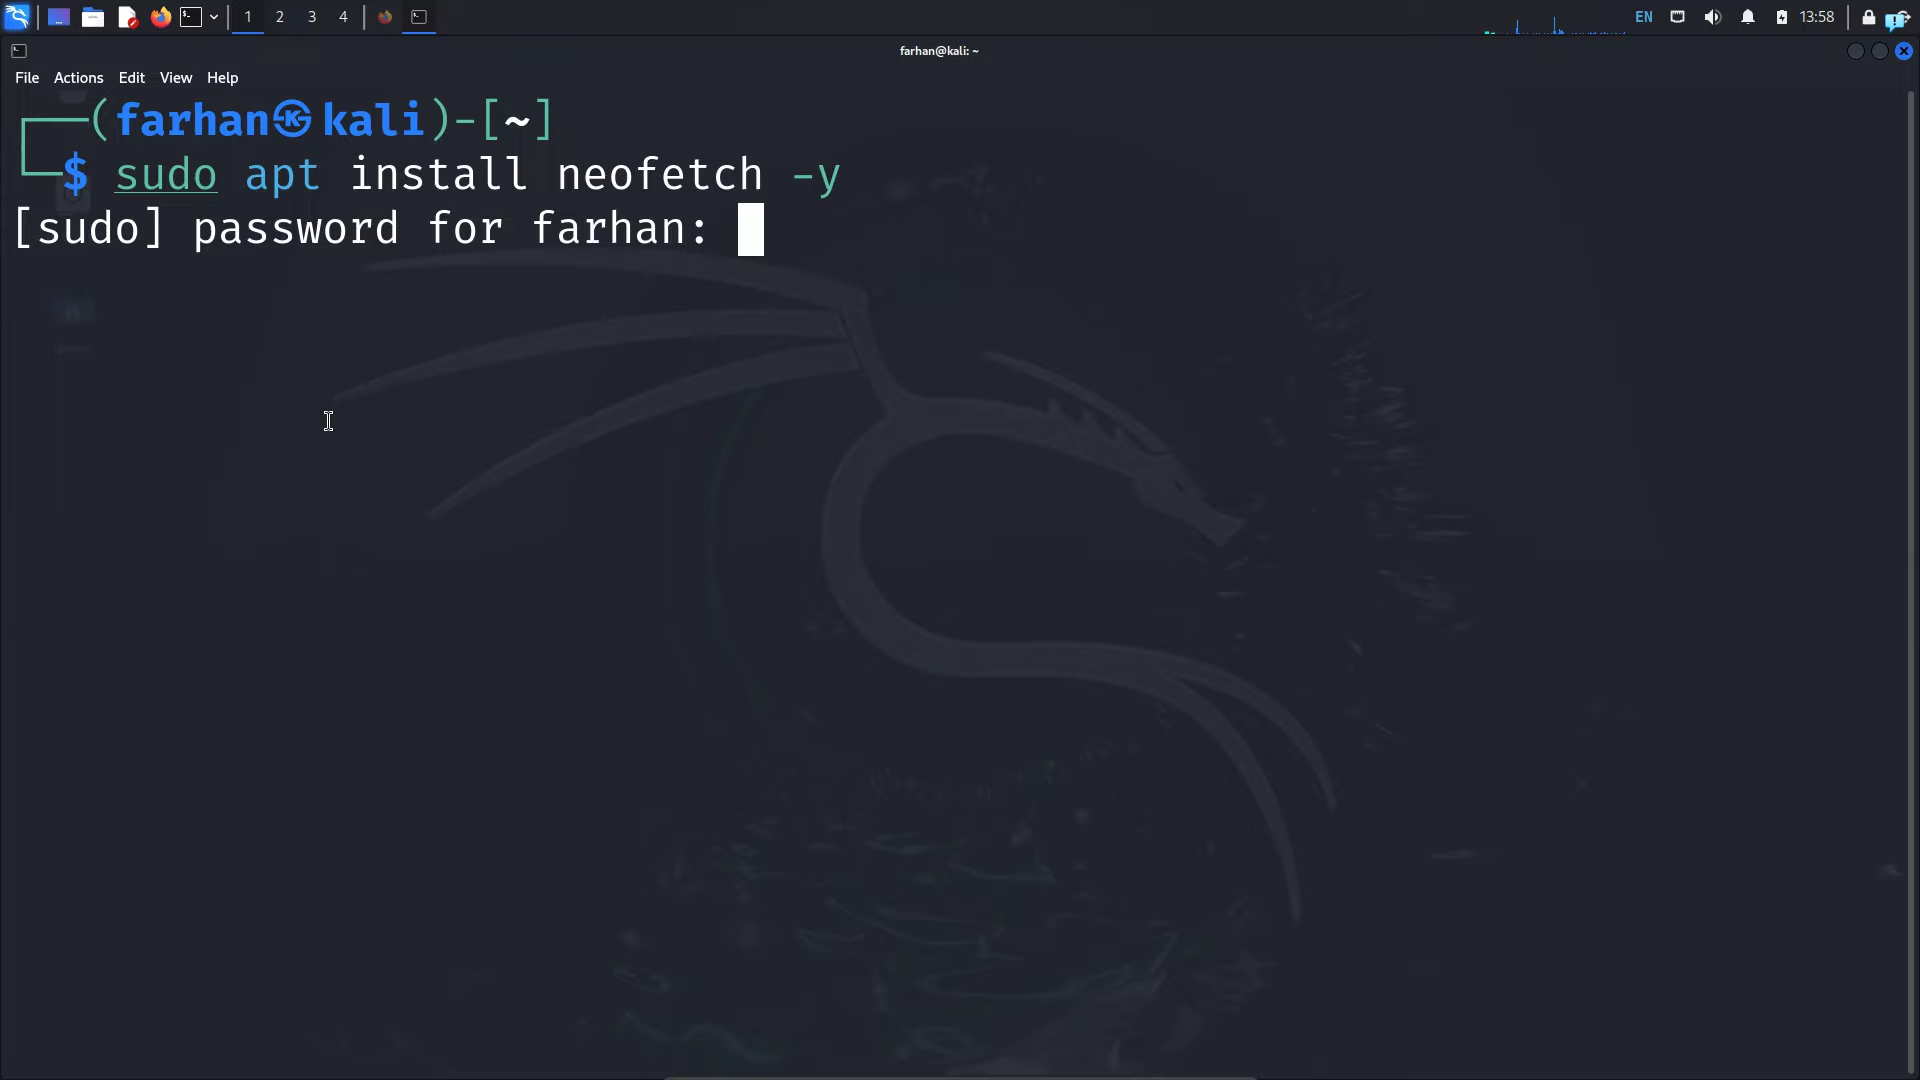 1 2 3 4 EN 13:58
farhan@kali: ~
File Actions Edit View Help
┌──(farhan㉿kali)-[~]
└─$ sudo apt install neofetch -y
[sudo] password for farhan: